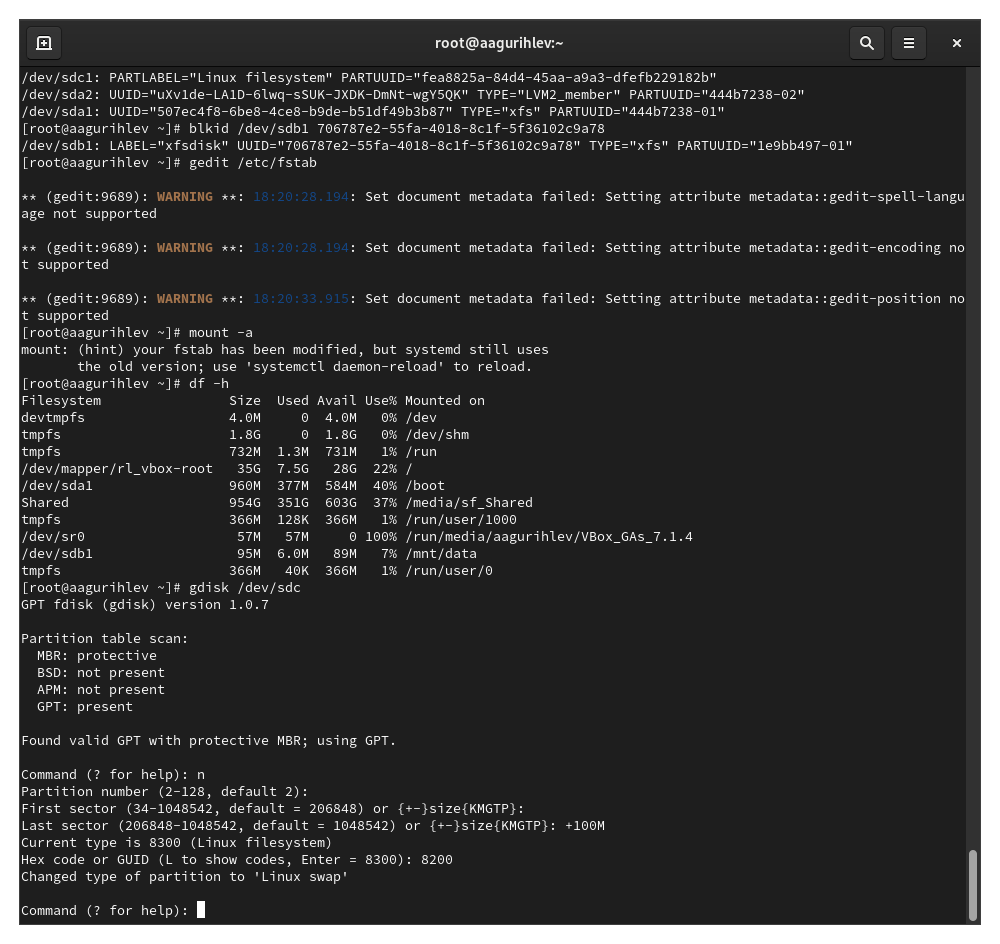 root@aagurihlev:~
/dev/sdc1: PARTLABEL="Linux filesystem" PARTUUID="fea8825a-84d4-45aa-a9a3-dfefb229182b"
/dev/sda2: UUID="uXv1de-LA1D-6lwq-sSUK-JXDK-DmNt-wgY5QK" TYPE="LVM2_member" PARTUUID="444b7238-02"
/dev/sda1: UUID="507ec4f8-6be8-4ce8-b9de-b51df49b3b87" TYPE="xfs" PARTUUID="444b7238-01"
[root@aagurihlev ~]# blkid /dev/sdb1 706787e2-55fa-4018-8c1f-5f36102c9a78
/dev/sdb1: LABEL="xfsdisk" UUID="706787e2-55fa-4018-8c1f-5f36102c9a78" TYPE="xfs" PARTUUID="1e9bb497-01"
[root@aagurihlev ~]# gedit /etc/fstab

** (gedit:9689): WARNING **: 18:20:28.194: Set document metadata failed: Setting attribute metadata::gedit-spell-langu
age not supported

** (gedit:9689): WARNING **: 18:20:28.194: Set document metadata failed: Setting attribute metadata::gedit-encoding no
t supported

** (gedit:9689): WARNING **: 18:20:33.915: Set document metadata failed: Setting attribute metadata::gedit-position no
t supported
[root@aagurihlev ~]# mount -a
mount: (hint) your fstab has been modified, but systemd still uses
       the old version; use 'systemctl daemon-reload' to reload.
[root@aagurihlev ~]# df -h
Filesystem                Size  Used Avail Use% Mounted on
devtmpfs                  4.0M     0  4.0M   0% /dev
tmpfs                     1.8G     0  1.8G   0% /dev/shm
tmpfs                     732M  1.3M  731M   1% /run
/dev/mapper/rl_vbox-root   35G  7.5G   28G  22% /
/dev/sda1                 960M  377M  584M  40% /boot
Shared                    954G  351G  603G  37% /media/sf_Shared
tmpfs                     366M  128K  366M   1% /run/user/1000
/dev/sr0                   57M   57M     0 100% /run/media/aagurihlev/VBox_GAs_7.1.4
/dev/sdb1                  95M  6.0M   89M   7% /mnt/data
tmpfs                     366M   40K  366M   1% /run/user/0
[root@aagurihlev ~]# gdisk /dev/sdc
GPT fdisk (gdisk) version 1.0.7

Partition table scan:
  MBR: protective
  BSD: not present
  APM: not present
  GPT: present

Found valid GPT with protective MBR; using GPT.

Command (? for help): n
Partition number (2-128, default 2):
First sector (34-1048542, default = 206848) or {+-}size{KMGTP}:
Last sector (206848-1048542, default = 1048542) or {+-}size{KMGTP}: +100M
Current type is 8300 (Linux filesystem)
Hex code or GUID (L to show codes, Enter = 8300): 8200
Changed type of partition to 'Linux swap'

Command (? for help):